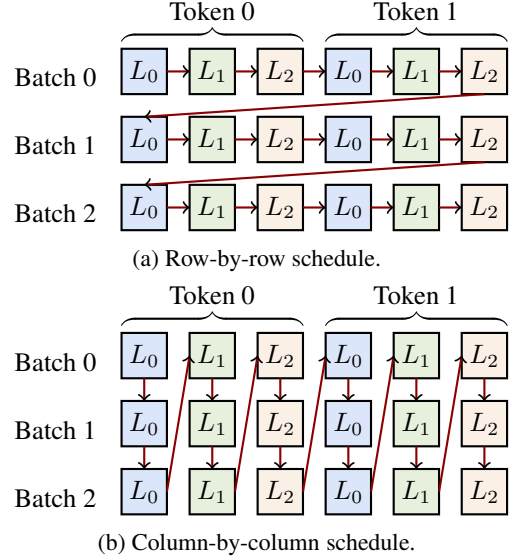 Token 0 Token 1
Batch 0 L₀ L₁ L₂ L₀ L₁ L₂
Batch 1 L₀ L₁ L₂ L₀ L₁ L₂
Batch 2 L₀ L₁ L₂ L₀ L₁ L₂
(a) Row-by-row schedule.
Token 0 Token 1
Batch 0 L₀ L₁ L₂ L₀ L₁ L₂
Batch 1 L₀ L₁ L₂ L₀ L₁ L₂
Batch 2 L₀ L₁ L₂ L₀ L₁ L₂
(b) Column-by-column schedule.